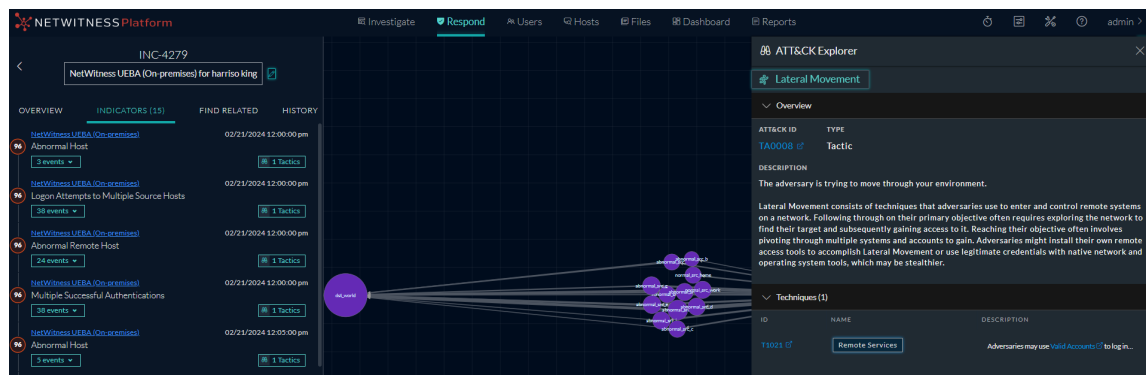 NETWITNESS Platform
Investigate
Respond
Users
Hosts
Files
Dashboard
Reports
admin
INC-4279
NetWitness UEBA (On-premises) for harriso king
OVERVIEW
INDICATORS (15)
FIND RELATED
HISTORY
NetWitness UEBA (On-premises)
02/21/2024 12:00:00 pm
96
Abnormal Host
3 events
1 Tactics
NetWitness UEBA (On-premises)
02/21/2024 12:00:00 pm
96
Logon Attempts to Multiple Source Hosts
38 events
1 Tactics
NetWitness UEBA (On-premises)
02/21/2024 12:00:00 pm
96
Abnormal Remote Host
24 events
1 Tactics
NetWitness UEBA (On-premises)
02/21/2024 12:00:00 pm
96
Multiple Successful Authentications
38 events
1 Tactics
NetWitness UEBA (On-premises)
02/21/2024 12:05:00 pm
96
Abnormal Host
5 events
1 Tactics
abnormal_src_b
normal_src_home
ATT&CK Explorer
Lateral Movement
Overview
ATT&CK ID
TYPE
TA0008
Tactic
DESCRIPTION
The adversary is trying to move through your environment.
Lateral Movement consists of techniques that adversaries use to enter and control remote systems
on a network. Following through on their primary objective often requires exploring the network to
find their target and subsequently gaining access to it. Reaching their objective often involves
pivoting through multiple systems and accounts to gain. Adversaries might install their own remote
access tools to accomplish Lateral Movement or use legitimate credentials with native network and
operating system tools, which may be stealthier.
Techniques (1)
ID
NAME
DESCRIPTION
T1021
Remote Services
Adversaries may use Valid Accounts to log in...